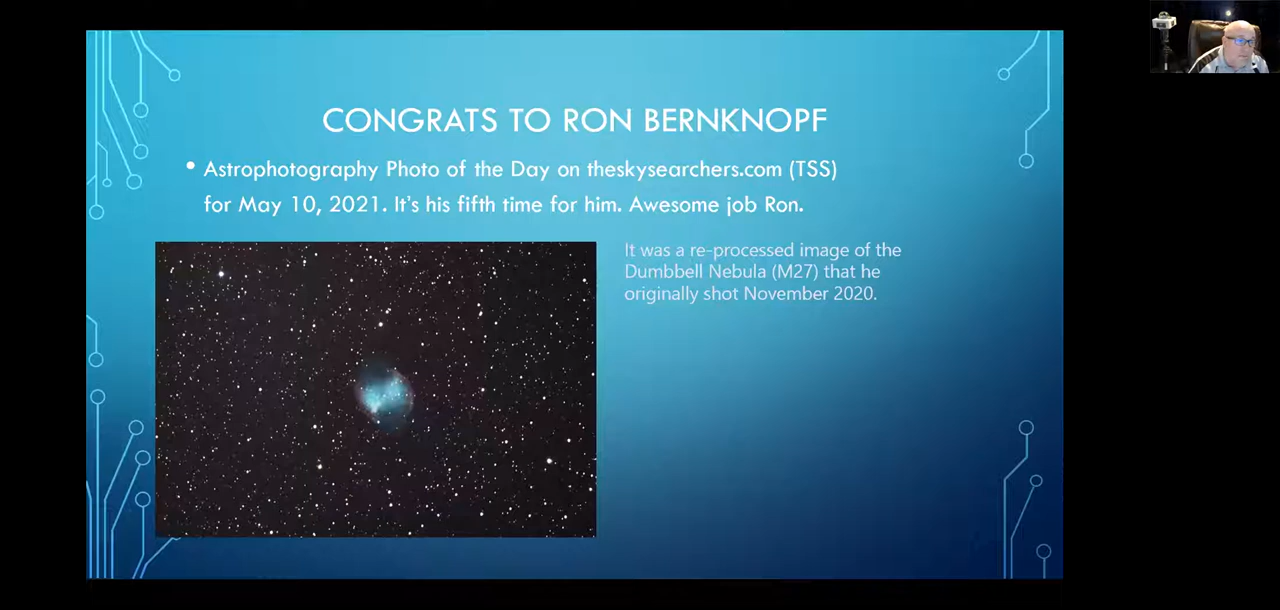 CONGRATS TO RON BERNKNOPF
• Astrophotography Photo of the Day on theskysearchers.com (TSS)
for May 10, 2021. It's his fifth time for him. Awesome job Ron.
It was a re-processed image of the
Dumbbell Nebula (M27) that he
originally shot November 2020.